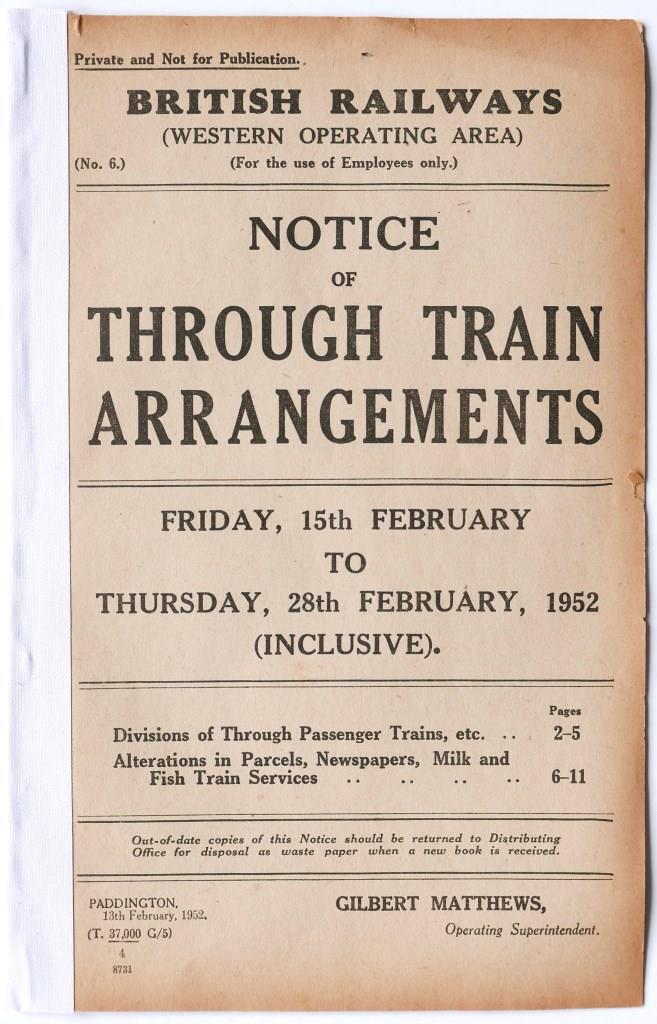 Private and Not for Publication.
BRITISH RAILWAYS
(WESTERN OPERATING AREA)
(No. 6.) (For the use of Employees only.)
NOTICE
OF
THROUGH TRAIN
ARRANGEMENTS
FRIDAY, 15th FEBRUARY
TO
THURSDAY, 28th FEBRUARY, 1952
(INCLUSIVE).
Pages
Divisions of Through Passenger Trains, etc. .. 2–5
Alterations in Parcels, Newspapers, Milk and
Fish Train Services .. .. .. .. 6–11
Out-of-date copies of this Notice should be returned to Distributing
Office for disposal as waste paper when a new book is received.
PADDINGTON, GILBERT MATTHEWS,
13th February, 1952.
(T. 37,000 G/5) Operating Superintendent.
4
8731